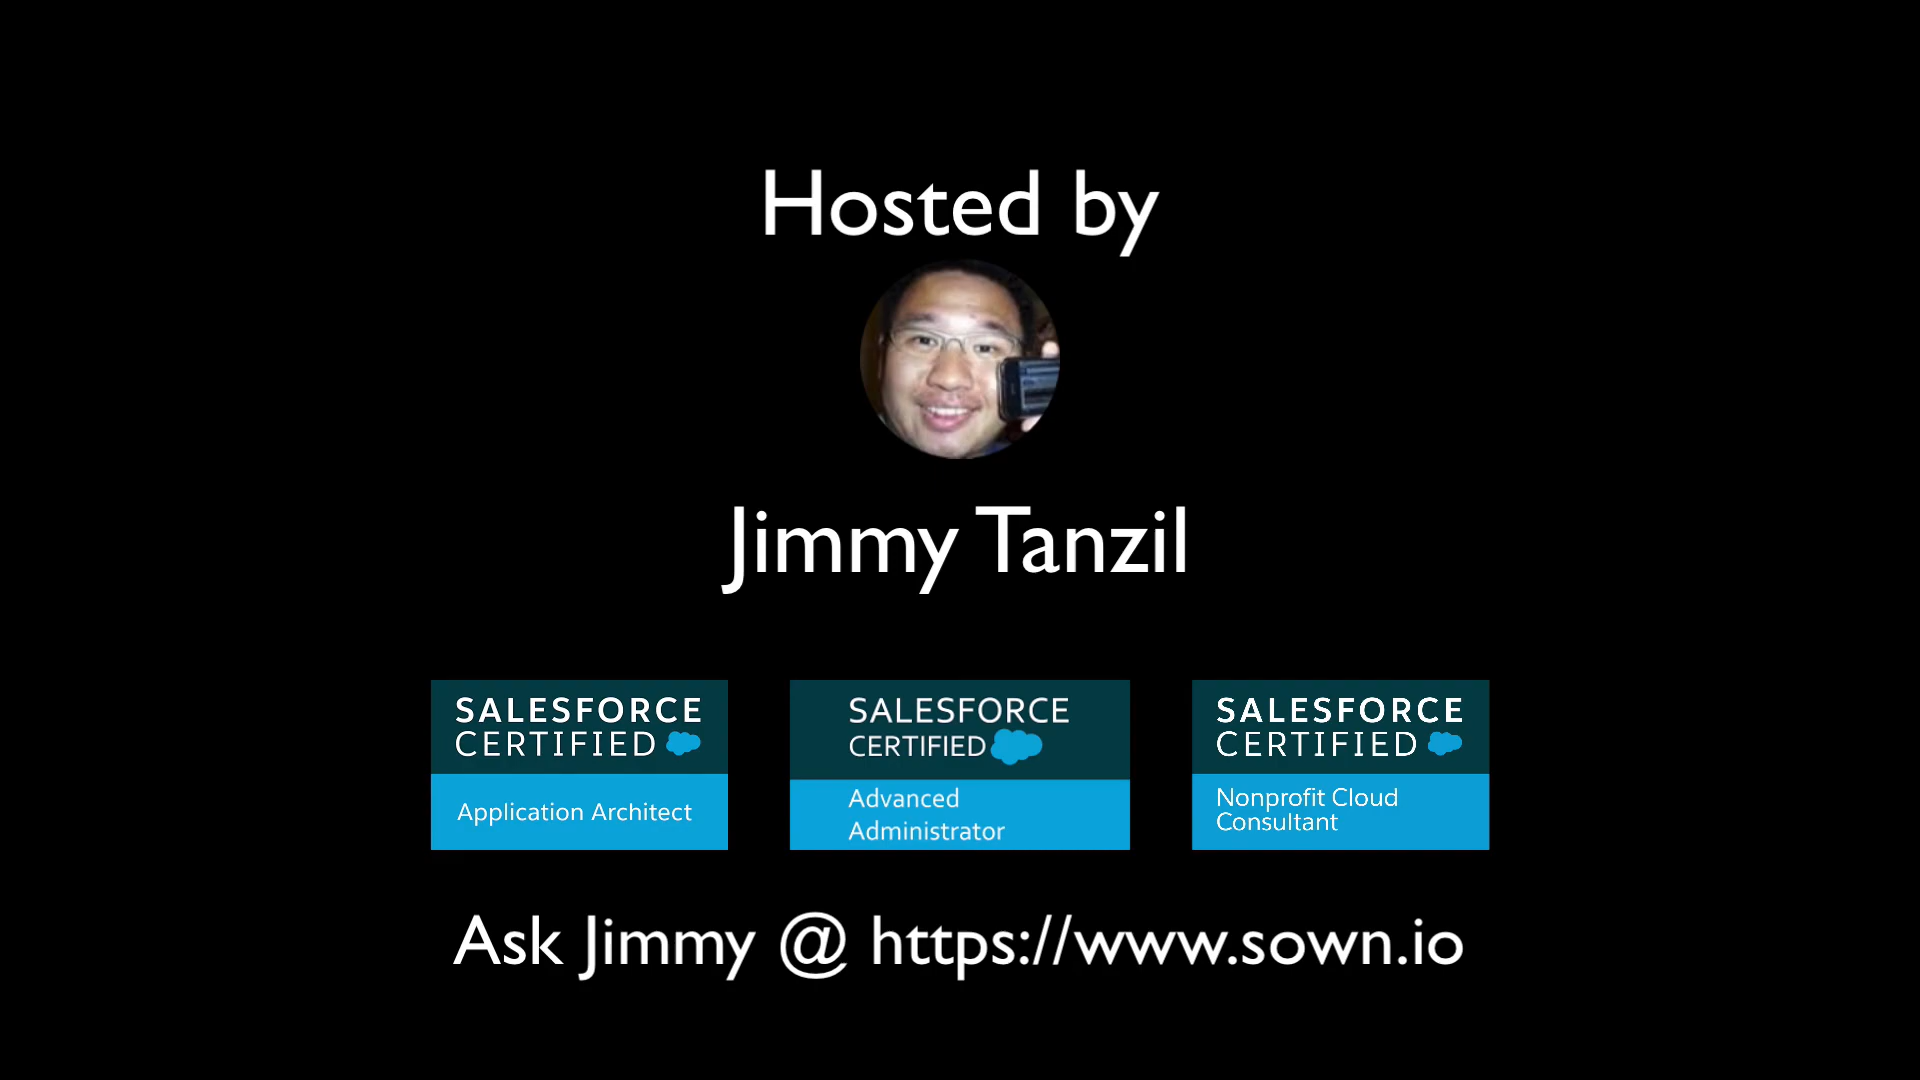 Hosted by
Jimmy Tanzil
SALESFORCE
CERTIFIED
Application Architect
SALESFORCE
CERTIFIED
Advanced
Administrator
SALESFORCE
CERTIFIED
Nonprofit Cloud
Consultant
Ask Jimmy @ https://www.sown.io